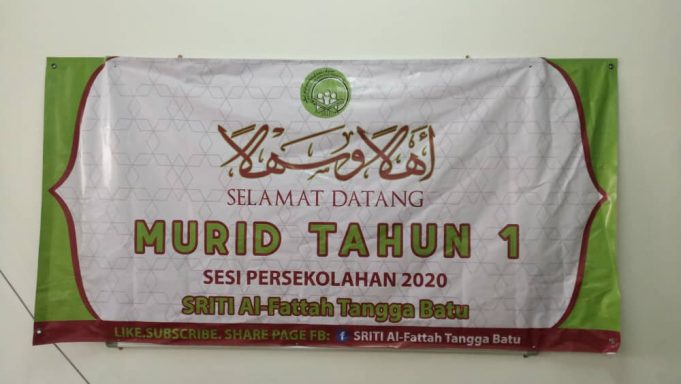 أهلا وسهلا
SELAMAT DATANG
MURID TAHUN 1
SESI PERSEKOLAHAN 2020
SRITI Al-Fattah Tangga Batu
LIKE.SUBSCRIBE. SHARE PAGE FB: f SRITI Al-Fattah Tangga Batu